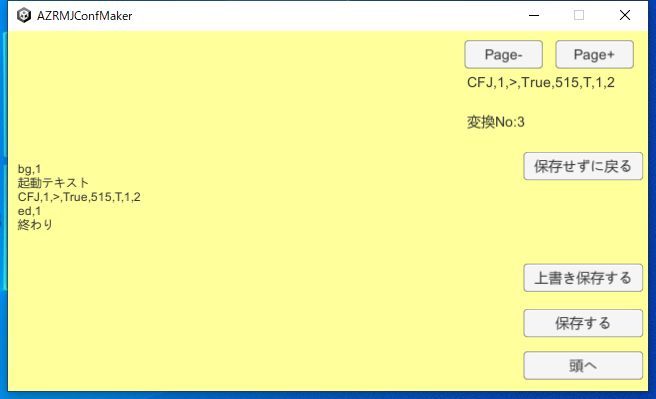 AZRMJConfMaker
Page-
Page+
CFJ,1,>,True,515,T,1,2
変換No:3
保存せずに戻る
bg,1
起動テキスト
CFJ,1,>,True,515,T,1,2
ed,1
終わり
上書き保存する
保存する
頭へ